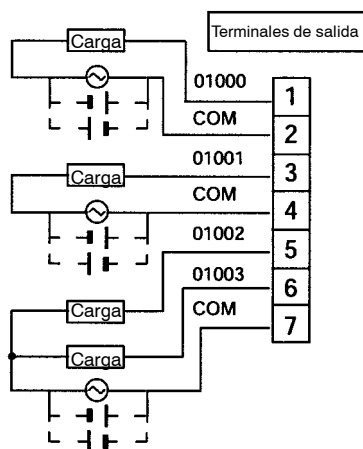 Terminales de salida
Carga
01000
1
COM
2
Carga
01001
3
COM
4
01002
5
Carga
01003
6
Carga
COM
7